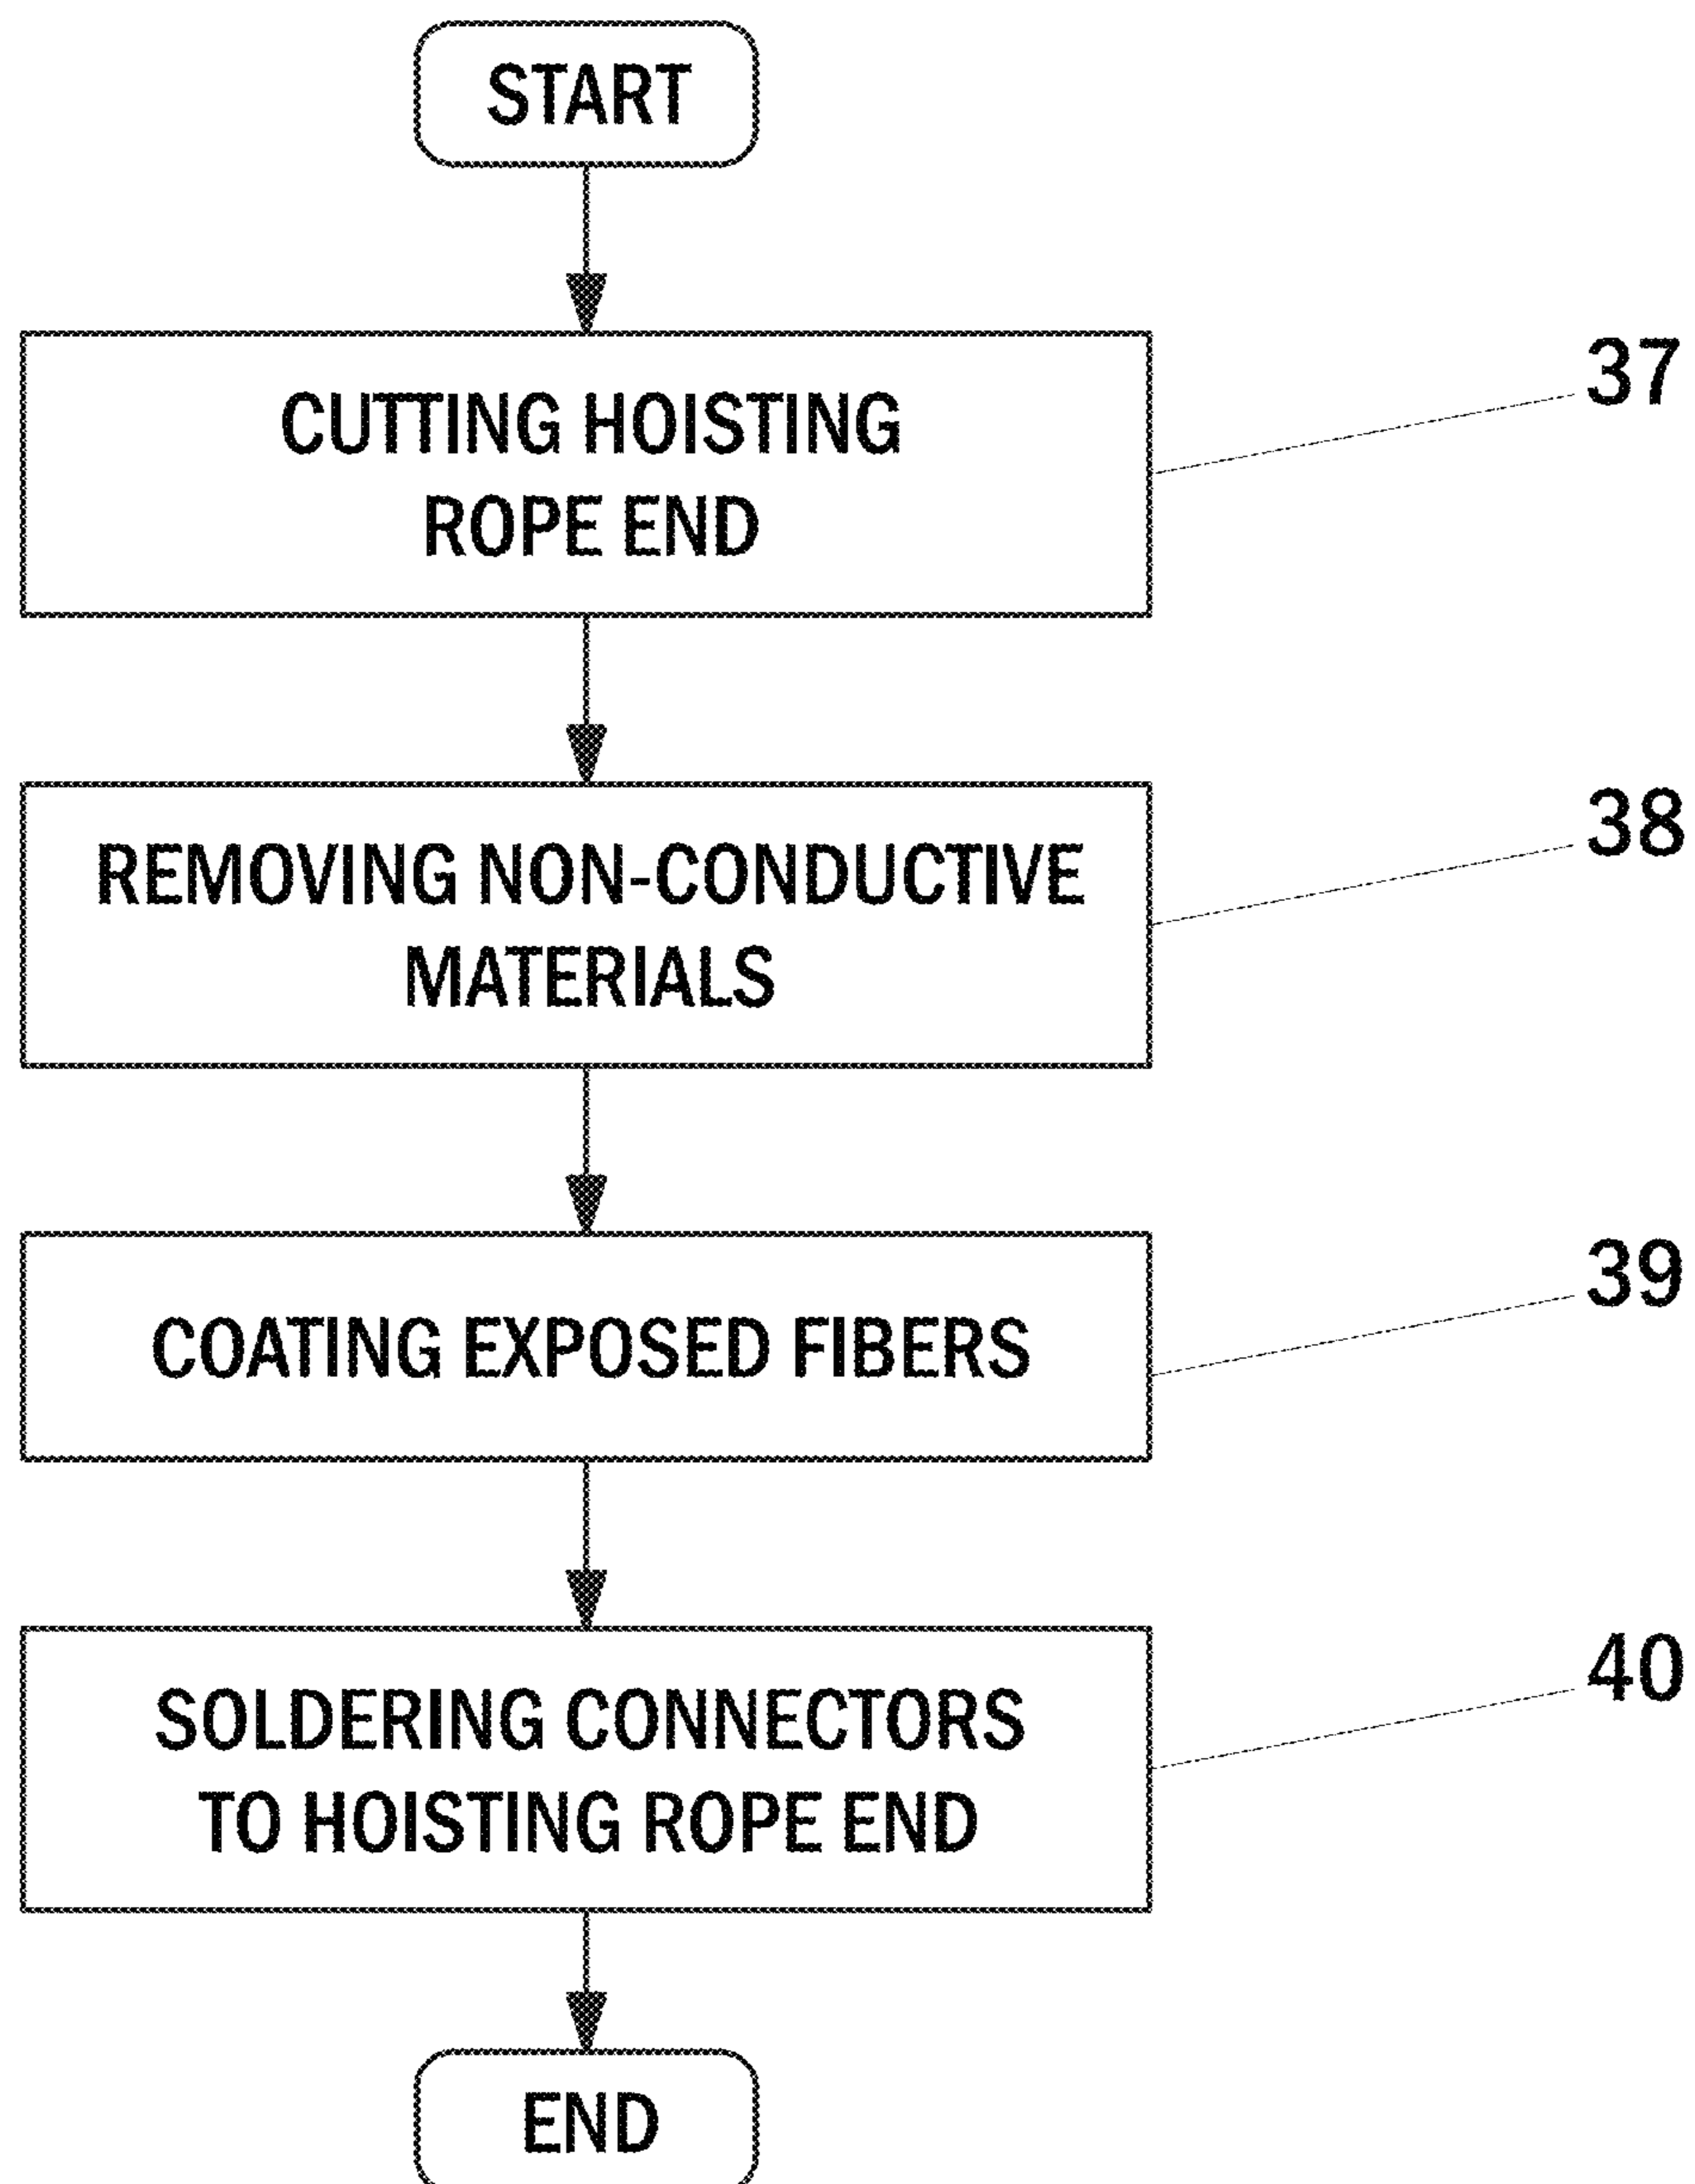 START
CUTTING HOISTING
ROPE END
37
REMOVING NON-CONDUCTIVE
MATERIALS
38
COATING EXPOSED FIBERS
39
SOLDERING CONNECTORS
TO HOISTING ROPE END
40
END